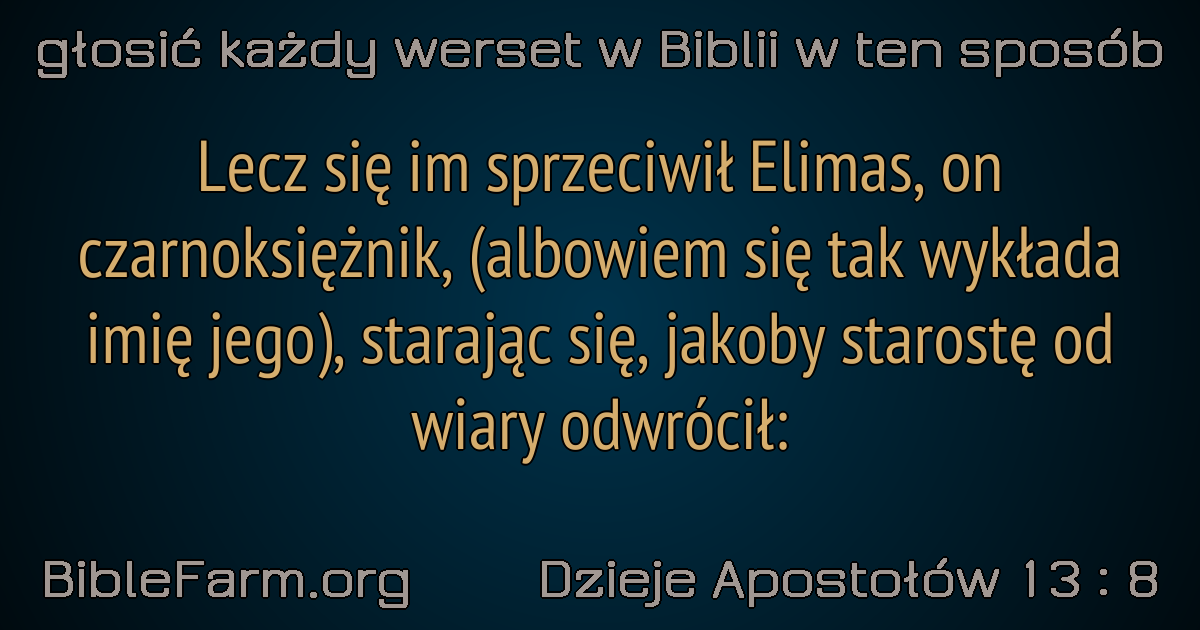 głosić każdy werset w Biblii w ten sposób
Lecz się im sprzeciwił Elimas, on
czarnoksiężnik, (albowiem się tak wykłada
imię jego), starając się, jakoby starostę od
wiary odwrócił:
BibleFarm.org
Dzieje Apostołów 13 : 8